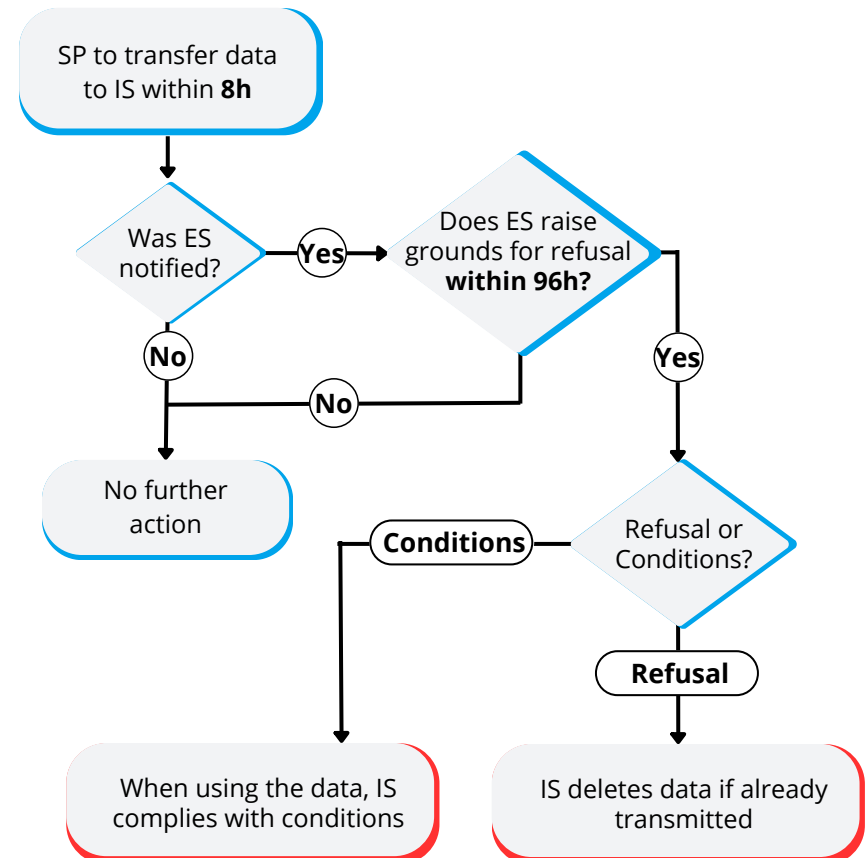 SP to transfer data
to IS within 8h
Was ES
notified?
Yes
Does ES raise
grounds for refusal
within 96h?
No
Yes
No
No further
action
Refusal or
Conditions?
Conditions
Refusal
When using the data, IS
complies with conditions
IS deletes data if already
transmitted